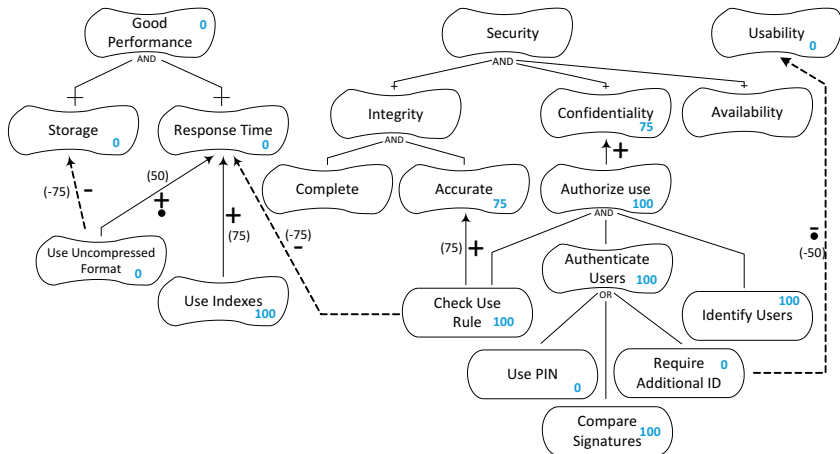 Good
Performance
0
AND
Security
AND
Usability
0
Storage
0
Response Time
0
Integrity
AND
Confidentiality
75
Availability
(-75)
-
(50)
+
+
(75)
(-75)
-
Complete
Accurate
75
+
Authorize use
100
AND
-
(-50)
(75)
+
Use Uncompressed
Format
0
Use Indexes
100
Check Use
Rule
100
Authenticate
Users
100
OR
100
Identify Users
Use PIN
0
Require
0
Additional ID
Compare
Signatures
100